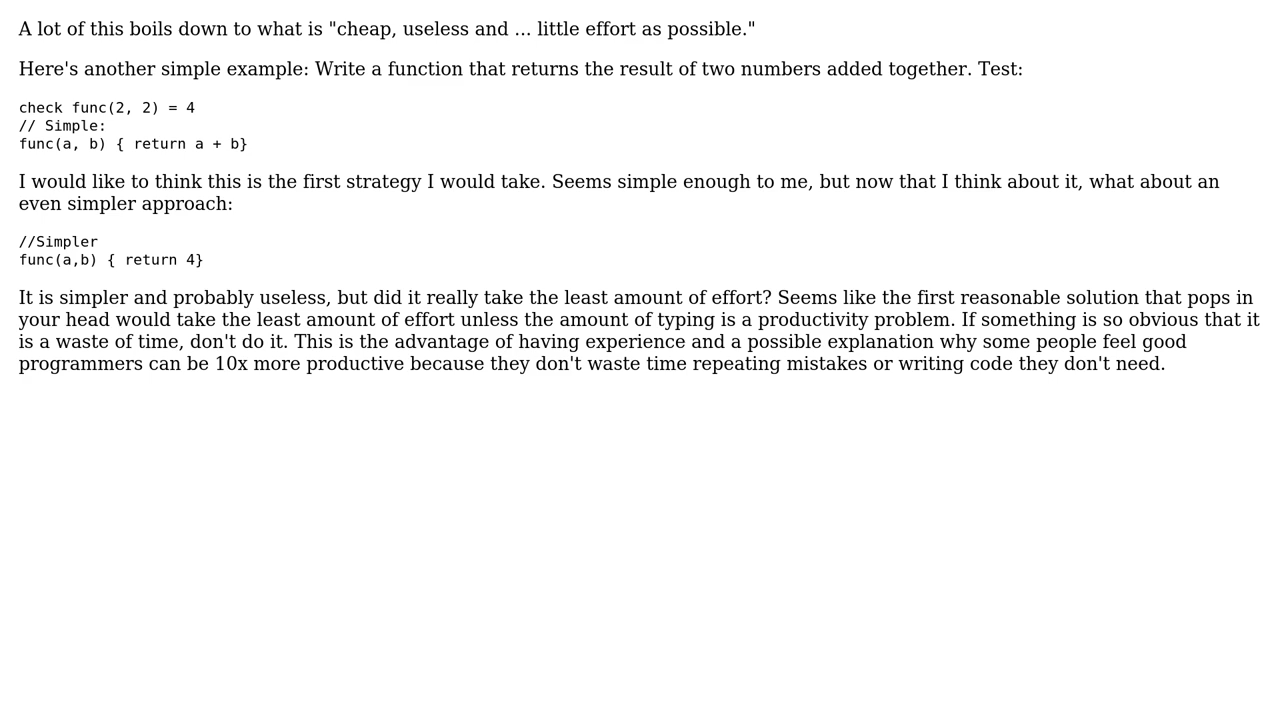 A lot of this boils down to what is "cheap, useless and ... little effort as possible."
Here's another simple example: Write a function that returns the result of two numbers added together. Test:
check func(2, 2) = 4
// Simple:
func(a, b) { return a + b}
I would like to think this is the first strategy I would take. Seems simple enough to me, but now that I think about it, what about an
even simpler approach:
//Simpler
func(a,b) { return 4}
It is simpler and probably useless, but did it really take the least amount of effort? Seems like the first reasonable solution that pops in
your head would take the least amount of effort unless the amount of typing is a productivity problem. If something is so obvious that it
is a waste of time, don't do it. This is the advantage of having experience and a possible explanation why some people feel good
programmers can be 10x more productive because they don't waste time repeating mistakes or writing code they don't need.